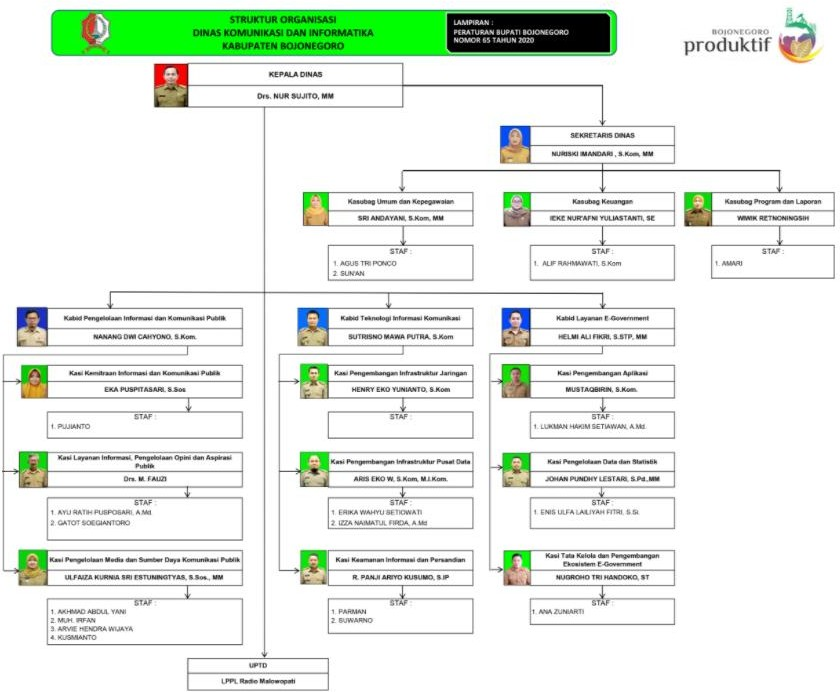 STRUKTUR ORGANISASI
DINAS KOMUNIKASI DAN INFORMATIKA
KABUPATEN BOJONEGORO
LAMPIRAN :
PERATURAN BUPATI BOJONEGORO
NOMOR 65 TAHUN 2020
BOJONEGORO
produktif
KEPALA DINAS
Drs. NUR SUJITO, MM
SEKRETARIS DINAS
NURISKI IMANDARI , S.Kom, MM
Kasubag Umum dan Kepegawaian
SRI ANDAYANI, S.Kom, MM
STAF :
1. AGUS TRI PONCO
2. SUN'AN
Kasubag Keuangan
IEKE NUR'AFNI YULIASTANTI, SE
STAF :
1. ALIF RAHMAWATI, S.Kom
Kasubag Program dan Laporan
WIWIK RETNONINGSIH
STAF :
1. AMARI
Kabid Pengelolaan Informasi dan Komunikasi Publik
NANANG DWI CAHYONO, S.Kom.
Kasi Kemitraan Informasi dan Komunikasi Publik
EKA PUSPITASARI, S.Sos
STAF :
1. PUJIANTO
Kasi Layanan Informasi, Pengelolaan Opini dan Aspirasi
Publik
Drs. M. FAUZI
STAF :
1. AYU RATIH PUSPOSARI, A.Md
2. GATOT SOEGIANTORO
Kasi Pengelolaan Media dan Sumber Daya Komunikasi Publik
ULFAIZA KURNIA SRI ESTUNINGTYAS, S.Sos., MM
STAF :
1. AKHMAD ABDUL YANI
2. MUH. IRFAN
3. ARVIE HENDRA WIJAYA
4. KUSMIANTO
Kabid Teknologi Informasi Komunikasi
SUTRISNO MAWA PUTRA, S.Kom
Kasi Pengembangan Infrastruktur Jaringan
HENRY EKO YUNIANTO, S.Kom
STAF :
Kasi Pengembangan Infrastruktur Pusat Data
ARIS EKO W, S.Kom, M.I.Kom.
STAF :
1. ERIKA WAHYU SETIOWATI
2. IZZA NAIMATUL FIRDA, A.Md
Kasi Keamanan Informasi dan Persandian
R. PANJI ARIYO KUSUMO, S.IP
STAF :
1. PARMAN
2. SUWARNO
Kabid Layanan E-Government
HELMI ALI FIKRI, S.STP, MM
Kasi Pengembangan Aplikasi
MUSTAQBIRIN, S.Kom.
STAF :
1. LUKMAN HAKIM SETIAWAN, A.Md.
Kasi Pengelolaan Data dan Statistik
JOHAN PUNDHY LESTARI, S.Pd.,MM
STAF :
1. ENIS ULFA LAILIYAH FITRI, S.Si.
Kasi Tata Kelola dan Pengembangan
Ekosistem E-Government
NUGROHO TRI HANDOKO, ST
STAF :
1. ANA ZUNIARTI
UPTD
LPPL Radio Malowopati